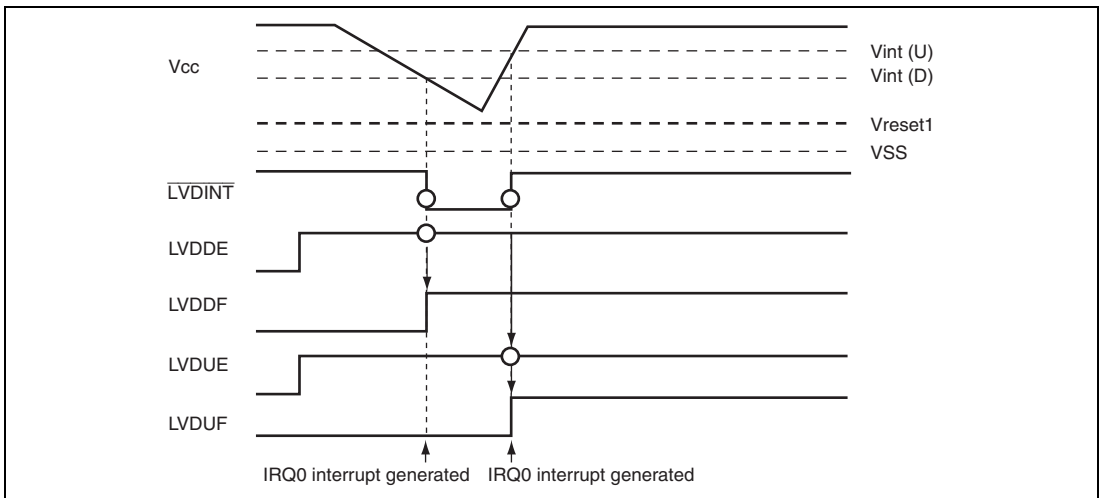 Vcc
Vint (U)
Vint (D)
Vreset1
VSS
LVDINT
LVDDE
LVDDF
LVDUE
LVDUF
IRQ0 interrupt generated
IRQ0 interrupt generated